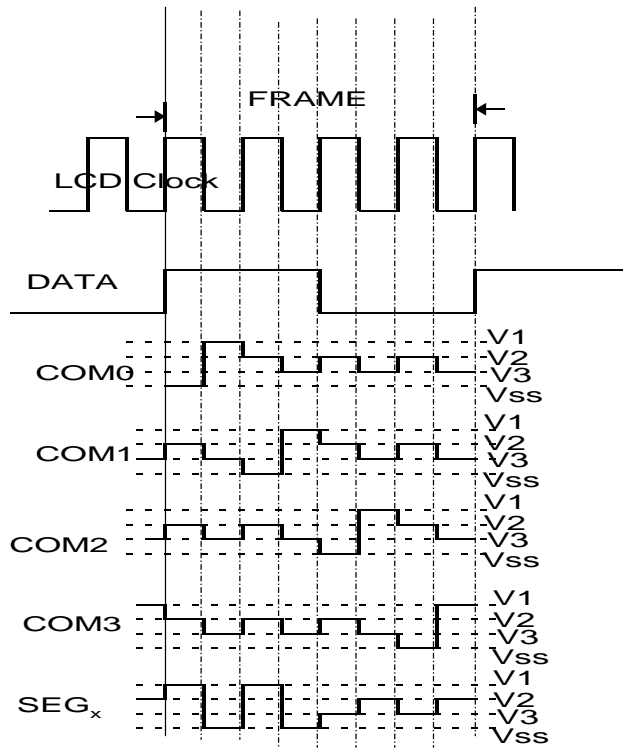 FRAME
LCD Clock
DATA
COM0
V1
V2
V3
Vss
COM1
V1
V2
V3
Vss
COM2
V1
V2
V3
Vss
COM3
V1
V2
V3
Vss
SEGx
V1
V2
V3
Vss